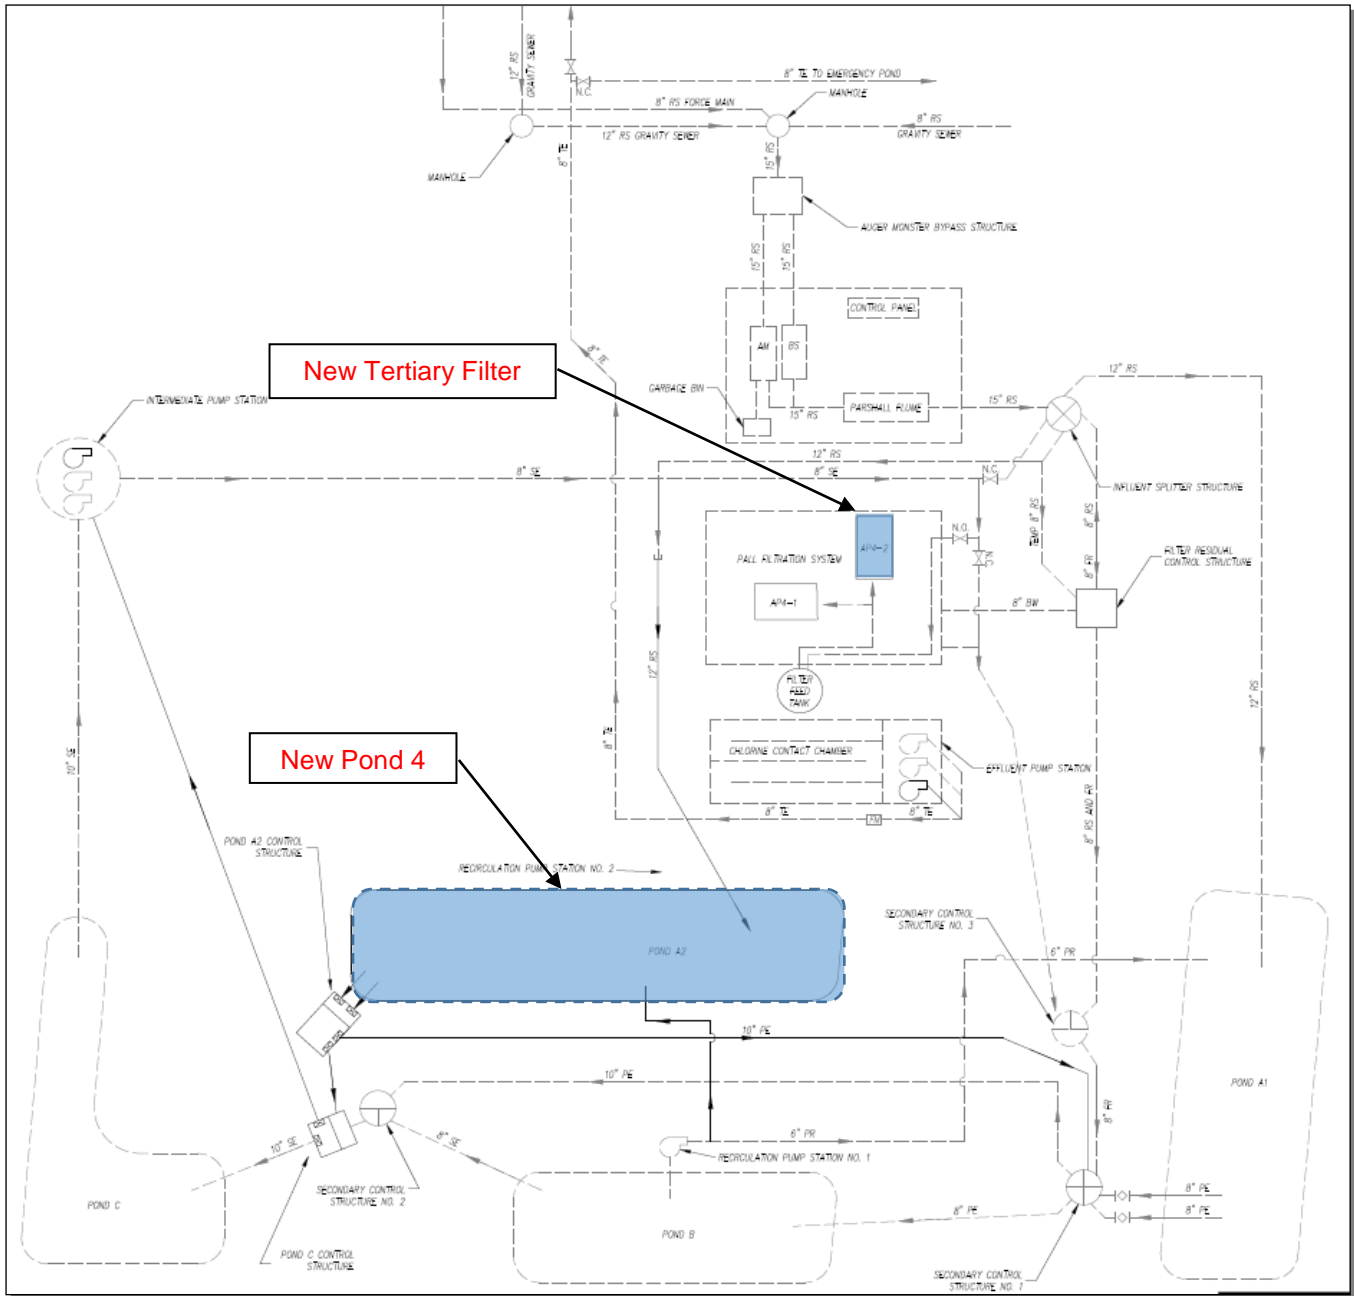 12" RS
GRAVITY SEWER
8" TE TO EMERGENCY POND
N.C.
MANHOLE
8" RS FORCE MAIN
12" RS GRAVITY SEWER
8" RS
GRAVITY SEWER
8" TE
15" RS
MANHOLE
AUGER MONSTER BYPASS STRUCTURE
15" RS
15" RS
CONTROL PANEL
AM
BS
8" TE
New Tertiary Filter
12" RS
GARBAGE BIN
PARSHALL FLUME
15" RS
15" RS
INTERMEDIATE PUMP STATION
12" RS
8" SE
8" SE
N.C.
INFLUENT SPLITTER STRUCTURE
TEMP 8" RS
8" RS
8" FR
N.O.
N.C.
AP4-2
PALL FILTRATION SYSTEM
FILTER RESIDUAL
CONTROL STRUCTURE
AP4-1
8" BW
12" RS
FILTER
FEED
TANK
12" RS
10" SE
8" TE
CHLORINE CONTACT CHAMBER
EFFLUENT PUMP STATION
New Pond 4
8" TE
FM
8" TE
8" RS AND FR
POND A2 CONTROL
STRUCTURE
RECIRCULATION PUMP STATION NO. 2
SECONDARY CONTROL
STRUCTURE NO. 3
POND A2
6" PR
10" PE
10" PE
POND A1
8" FR
6" PR
10" SE
8" SE
RECIRCULATION PUMP STATION NO. 1
SECONDARY CONTROL
STRUCTURE NO. 2
8" PE
8" PE
8" PE
POND C
POND B
POND C CONTROL
STRUCTURE
SECONDARY CONTROL
STRUCTURE NO. 1